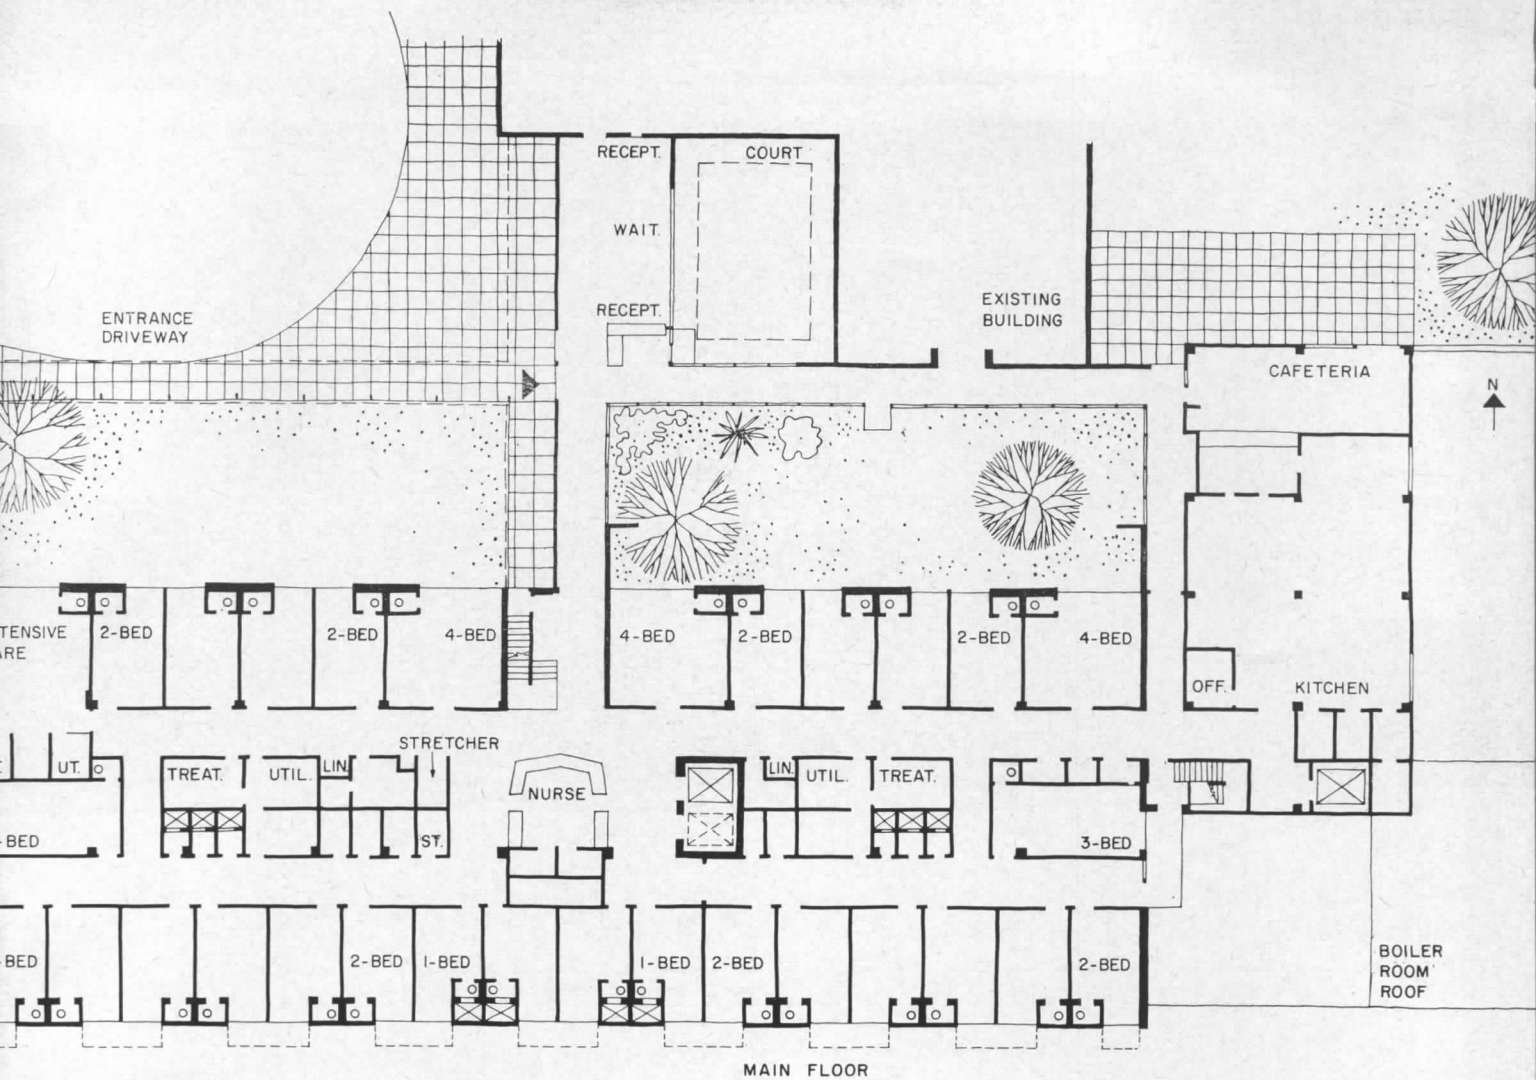 RECEPT.
COURT
WAIT.
RECEPT.
EXISTING
BUILDING
ENTRANCE
DRIVEWAY
CAFETERIA
N
TENSIVE
ARE
2-BED
2-BED
4-BED
4-BED
2-BED
2-BED
4-BED
OFF.
KITCHEN
STRETCHER
UT.
TREAT.
UTIL.
LIN.
NURSE
LIN.
UTIL.
TREAT.
-BED
ST.
3-BED
-BED
2-BED
1-BED
1-BED
2-BED
2-BED
BOILER
ROOM
ROOF
MAIN FLOOR